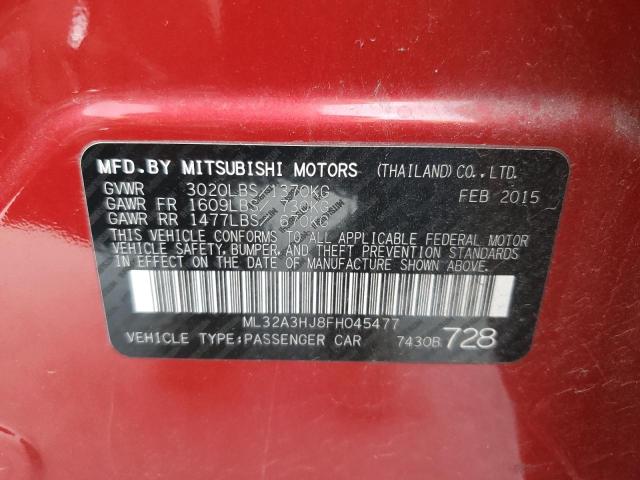 MFD.BY MITSUBISHI MOTORS (THAILAND) CO., LTD.
GVWR 3020LBS/1370KG FEB 2015
GAWR FR 1609LBS/730KG
GAWR RR 1477LBS/670KG
THIS VEHICLE CONFORMS TO ALL APPLICABLE FEDERAL MOTOR
VEHICLE SAFETY, BUMPER, AND THEFT PREVENTION STANDARDS
IN EFFECT ON THE DATE OF MANUFACTURE SHOWN ABOVE.
ML32A3HJ8FH045477
VEHICLE TYPE:PASSENGER CAR 7430B 728